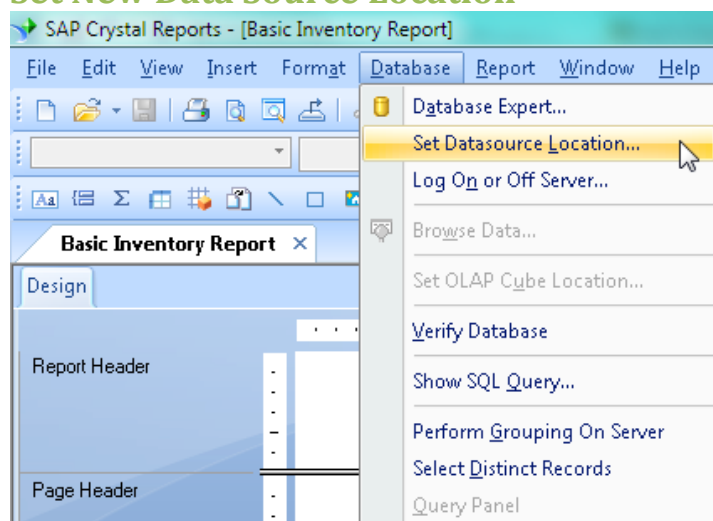 Set New Data Source Location
SAP Crystal Reports - [Basic Inventory Report]
File Edit View Insert Format Database Report Window Help
Database Expert...
Set Datasource Location...
Log On or Off Server...
Aa
Browse Data...
Basic Inventory Report ×
Set OLAP Cube Location...
Design
Verify Database
Report Header
Show SQL Query...
Perform Grouping On Server
Select Distinct Records
Page Header
Query Panel